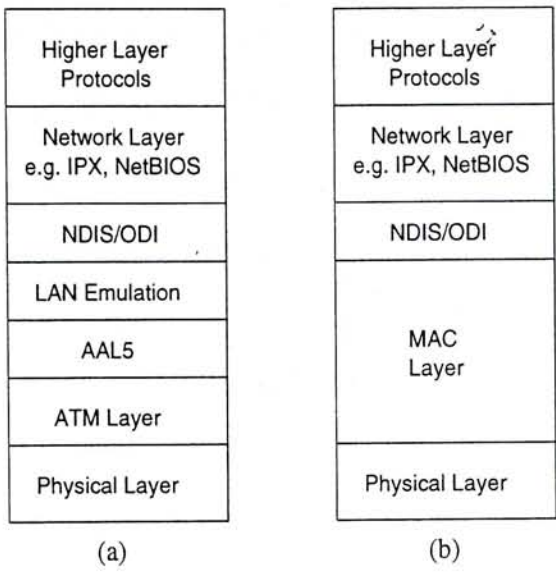 Higher Layer
Protocols
Network Layer
e.g. IPX, NetBIOS
NDIS/ODI
LAN Emulation
AAL5
ATM Layer
Physical Layer
(a)
Higher Layer
Protocols
Network Layer
e.g. IPX, NetBIOS
NDIS/ODI
MAC
Layer
Physical Layer
(b)